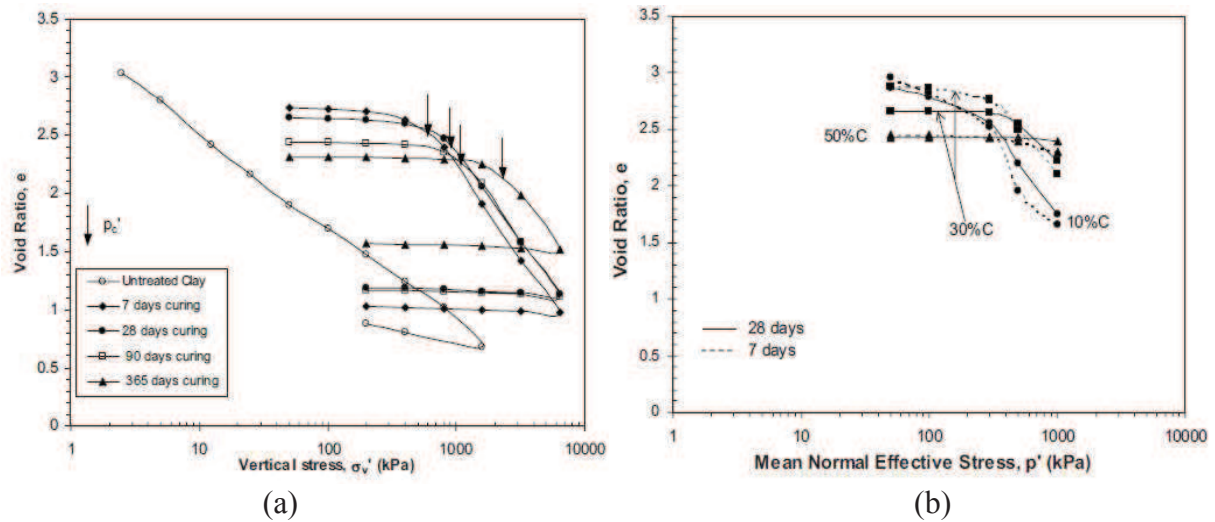 3.5
3
2.5
2
1.5
1
0.5
0
Void Ratio, e
pc'
Untreated Clay
7 days curing
28 days curing
90 days curing
365 days curing
1
10
100
1000
10000
Vertical stress, σv' (kPa)
(a)
3.5
3
2.5
2
1.5
1
0.5
0
Void Ratio, e
50%C
30%C
10%C
28 days
7 days
1
10
100
1000
10000
Mean Normal Effective Stress, p' (kPa)
(b)